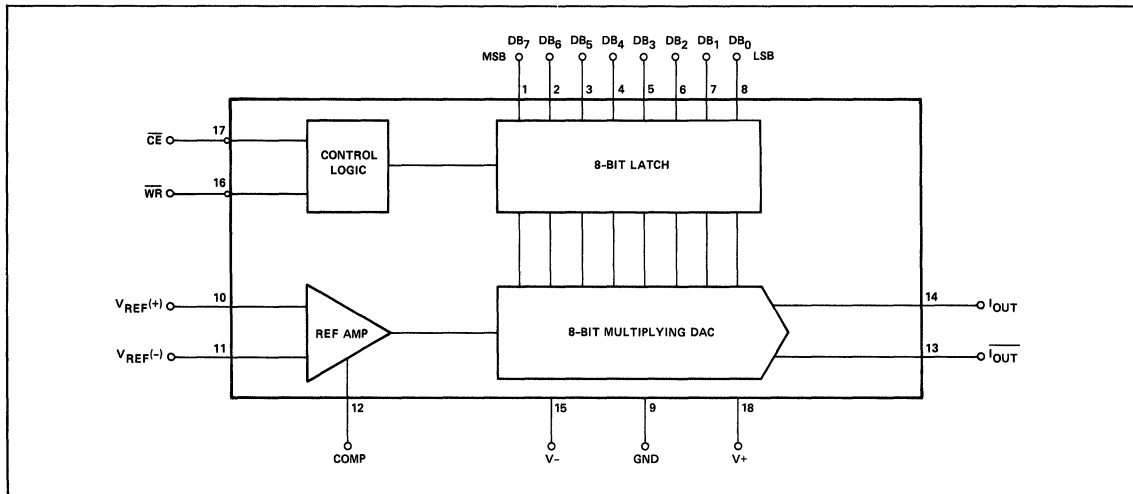 DB7 DB6 DB5 DB4 DB3 DB2 DB1 DB0
MSB LSB
1 2 3 4 5 6 7 8
17
CE
CONTROL
LOGIC
8-BIT LATCH
16
WR
10
VREF(+)
14
IOUT
REF AMP
8-BIT MULTIPLYING DAC
11
VREF(-)
13
IOUT
12 15 9 18
COMP V- GND V+